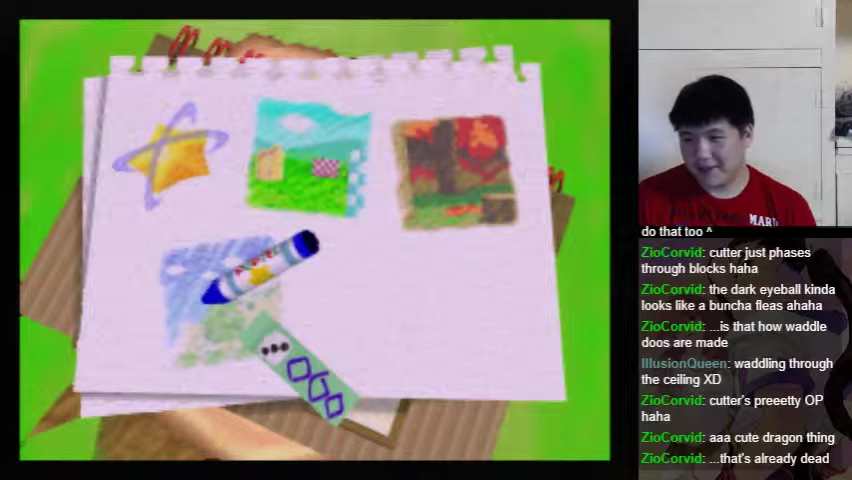 MARI
do that too ^
ZioCorvid: cutter just phases
through blocks haha
ZioCorvid: the dark eyeball kinda
looks like a buncha fleas ahaha
ZioCorvid: ...is that how waddle
doos are made
IllusionQueen: waddling through
the ceiling XD
ZioCorvid: cutter's preeetty OP
haha
ZioCorvid: aaa cute dragon thing
ZioCorvid: ...that's already dead